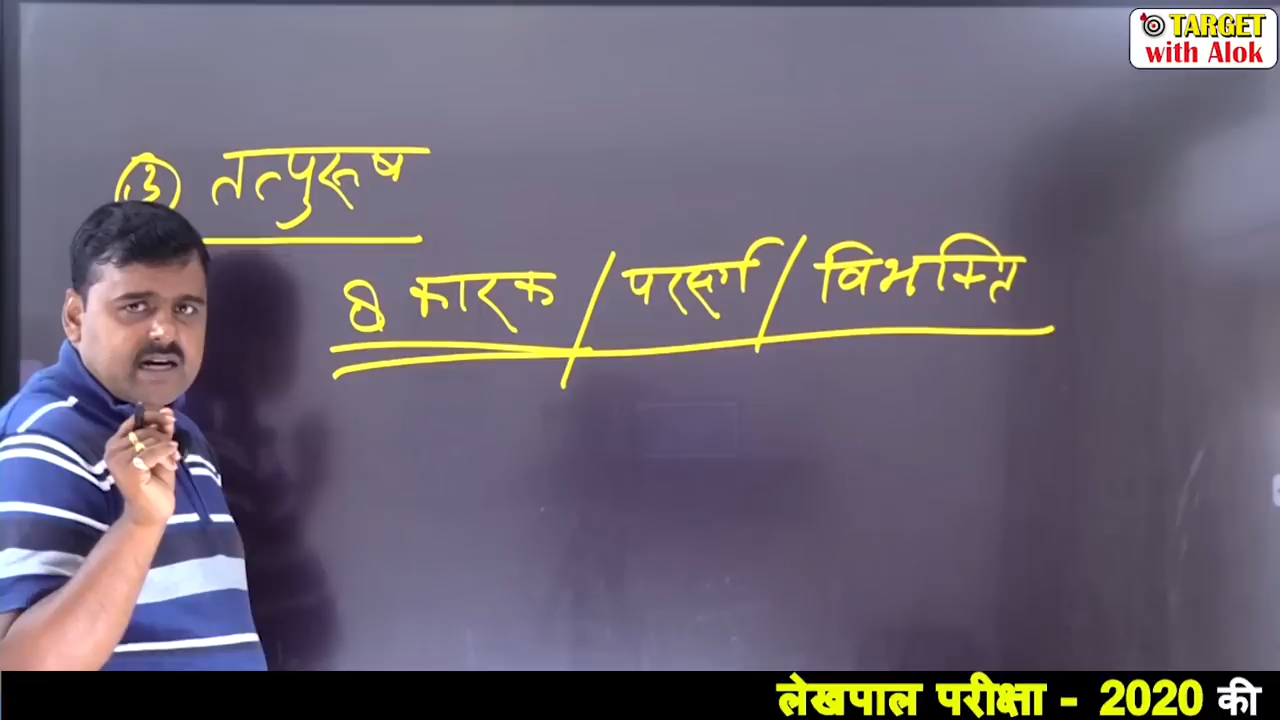 TARGET
with Alok
③ तत्पुरूष
8 कारक / परसर्ग / विभक्ति
लेखपाल परीक्षा - 2020 की